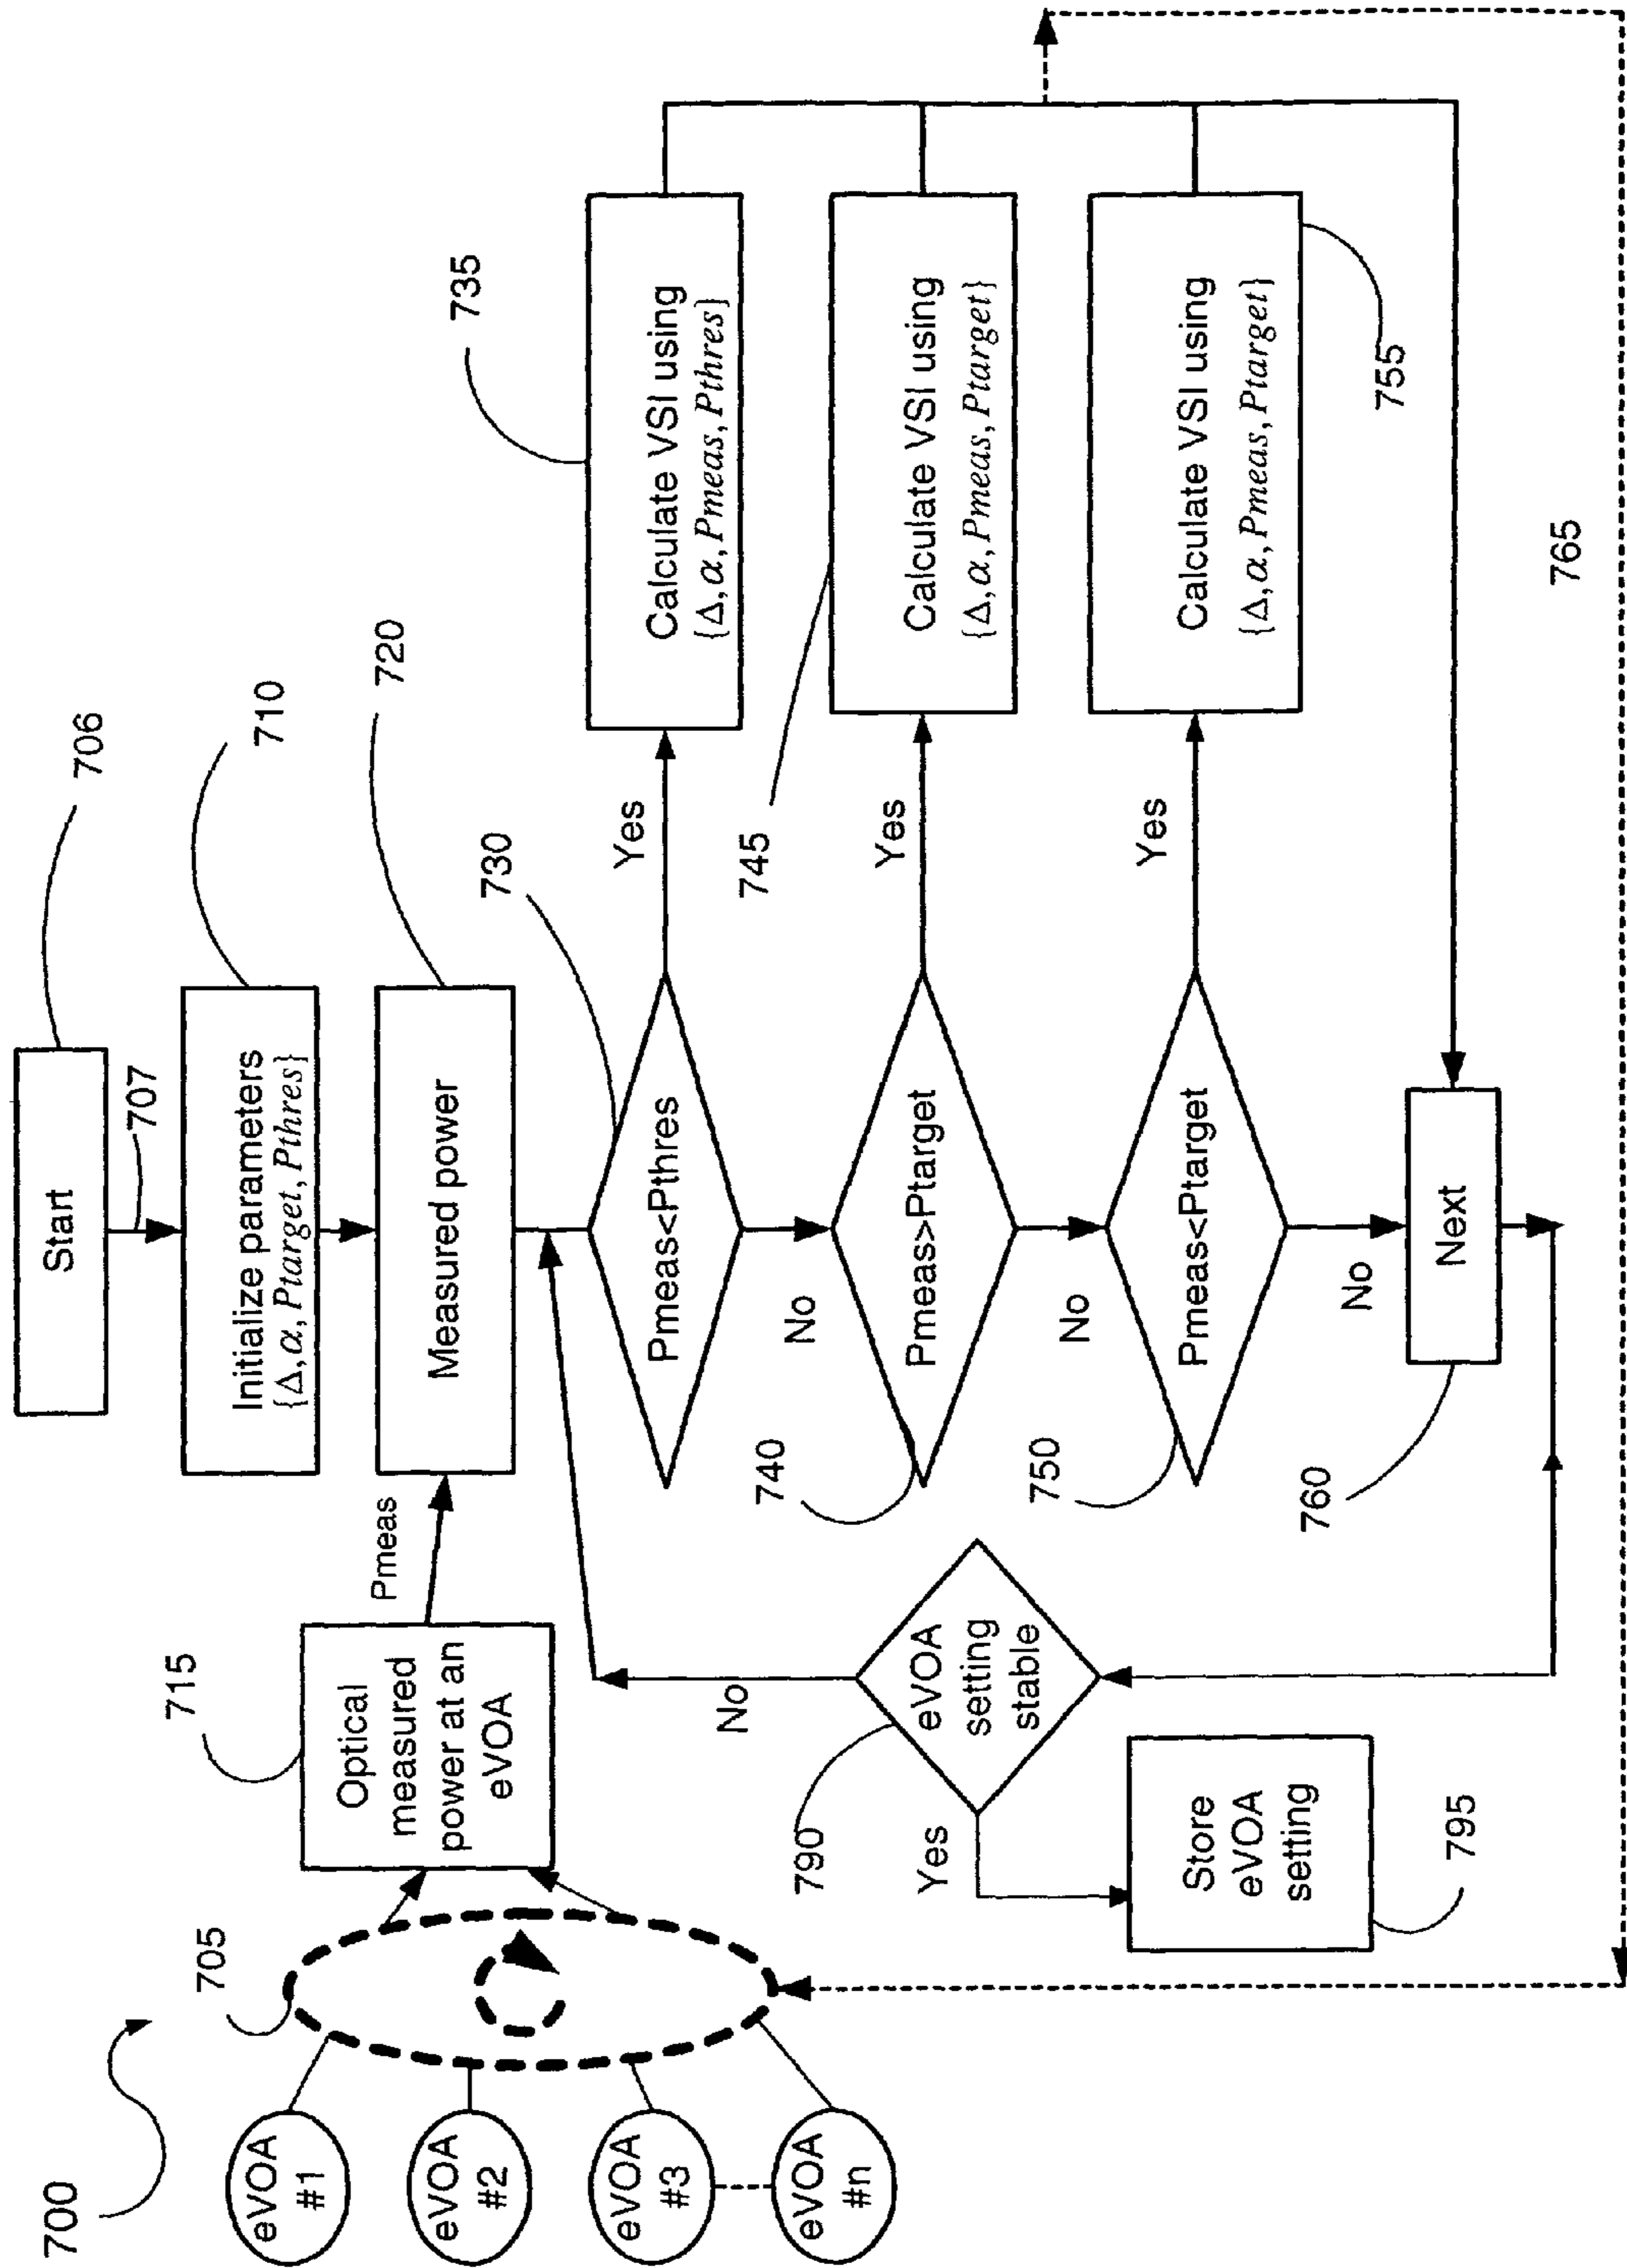 700
eVOA
#1
eVOA
#2
eVOA
#3
eVOA
#n
705
715
Optical
measured
power at an
eVOA
Pmeas
Start
706
707
Initialize parameters
{Δ, α, Ptarget, Pthres}
710
Measured power
720
730
Pmeas<Pthres
Yes
735
Calculate VSI using
{Δ, α, Pmeas, Pthres}
No
740
Pmeas>Ptarget
Yes
745
Calculate VSI using
{Δ, α, Pmeas, Ptarget}
No
750
Pmeas<Ptarget
Yes
Calculate VSI using
{Δ, α, Pmeas, Ptarget}
755
No
760
Next
765
790
eVOA
setting
stable
No
Yes
Store
eVOA
setting
795